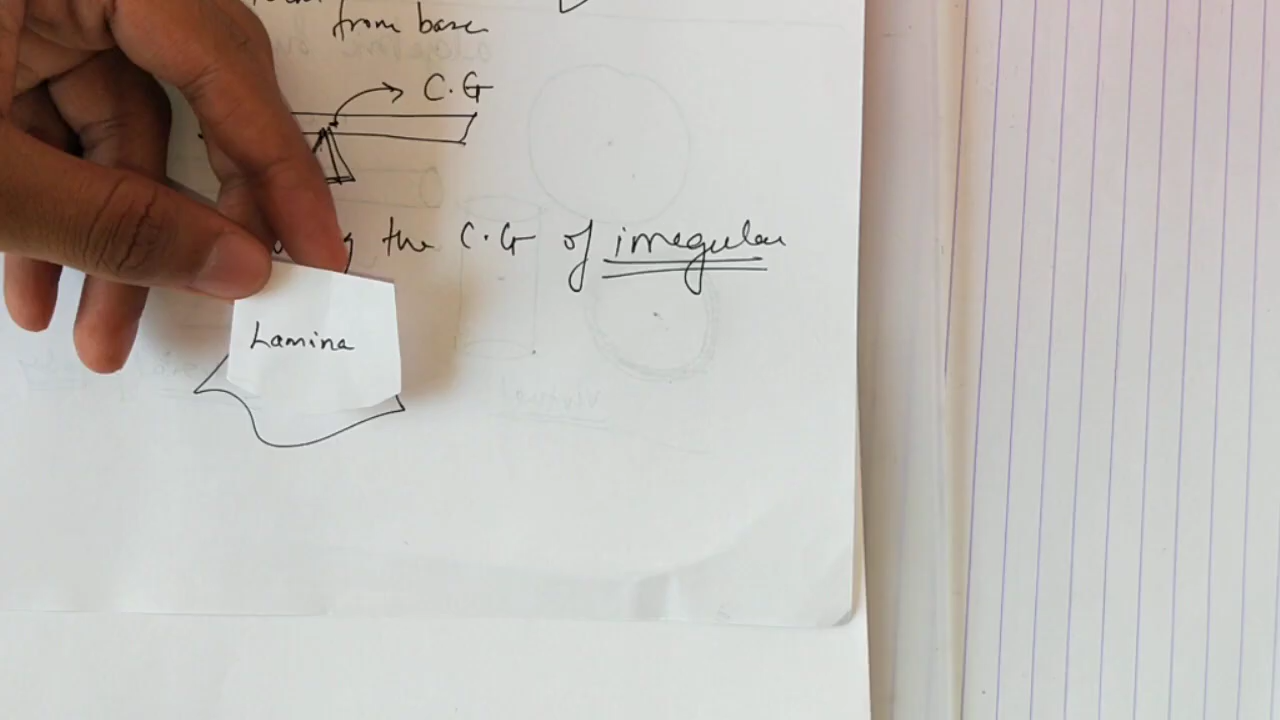 from base
C.G
the C.G of irregular
Lamina